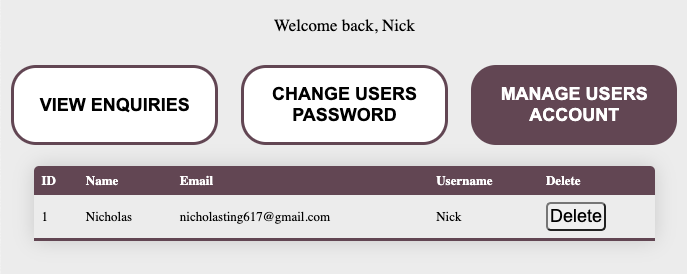 Welcome back, Nick
VIEW ENQUIRIES
CHANGE USERS
PASSWORD
MANAGE USERS
ACCOUNT
ID Name Email Username Delete
1 Nicholas nicholasting617@gmail.com Nick Delete